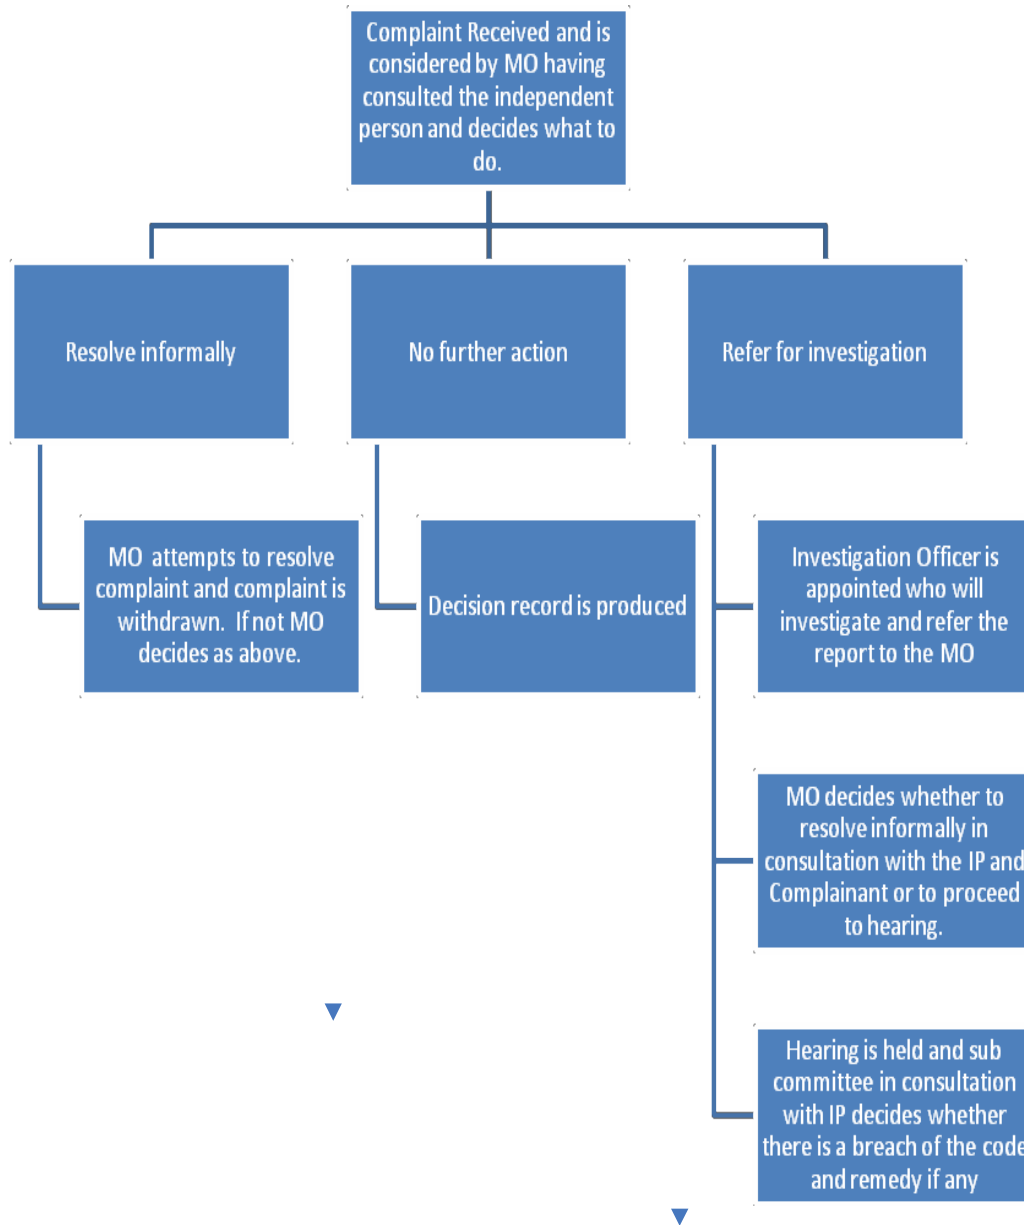 Complaint Received and is
considered by MO having
consulted the independent
person and decides what to
do.
Resolve informally
No further action
Refer for investigation
MO attempts to resolve
complaint and complaint is
withdrawn. If not MO
decides as above.
Decision record is produced
Investigation Officer is
appointed who will
investigate and refer the
report to the MO
MO decides whether to
resolve informally in
consultation with the IP and
Complainant or to proceed
to hearing.
Hearing is held and sub
committee in consultation
with IP decides whether
there is a breach of the code
and remedy if any